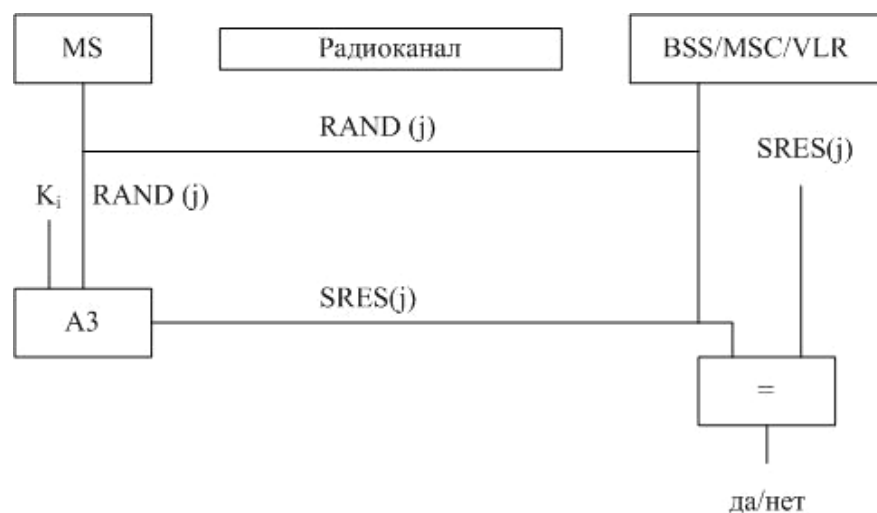 MS
Радиоканал
BSS/MSC/VLR
RAND (j)
SRES(j)
Ki
RAND (j)
SRES(j)
A3
=
да/нет